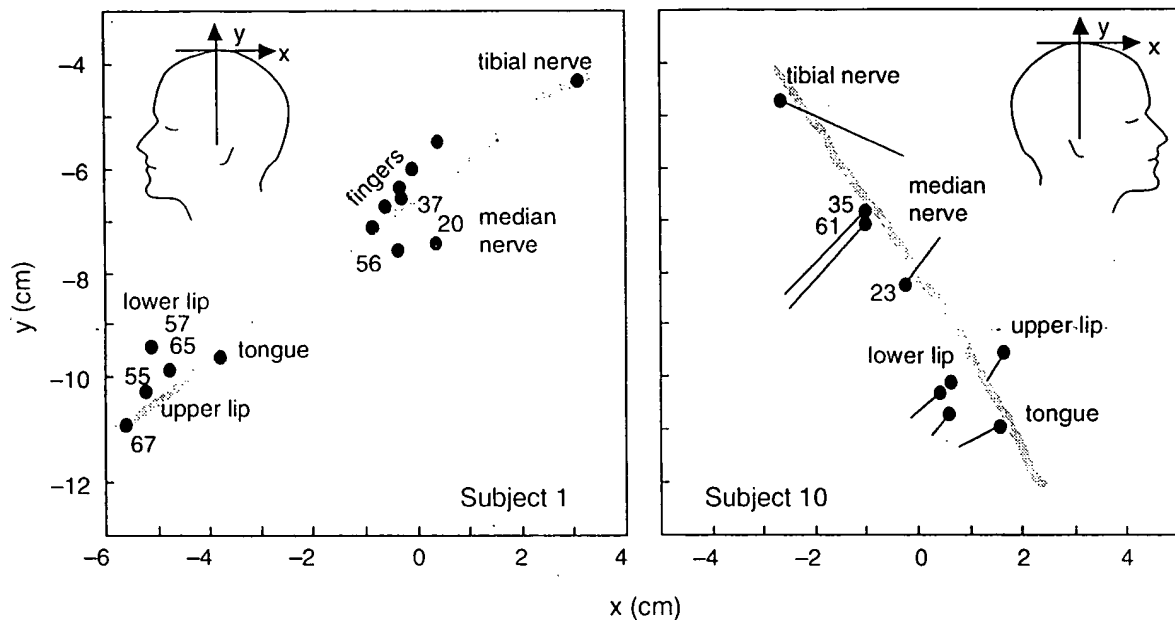 y
x
tibial nerve
fingers
37
20
median
nerve
56
lower lip
57
65
tongue
55
upper lip
67
Subject 1
−4
−6
−8
−10
−12
y (cm)
−6
−4
−2
0
2
4
y
x
tibial nerve
median
nerve
35
61
23
upper lip
lower lip
tongue
Subject 10
−4
−2
0
2
4
x (cm)